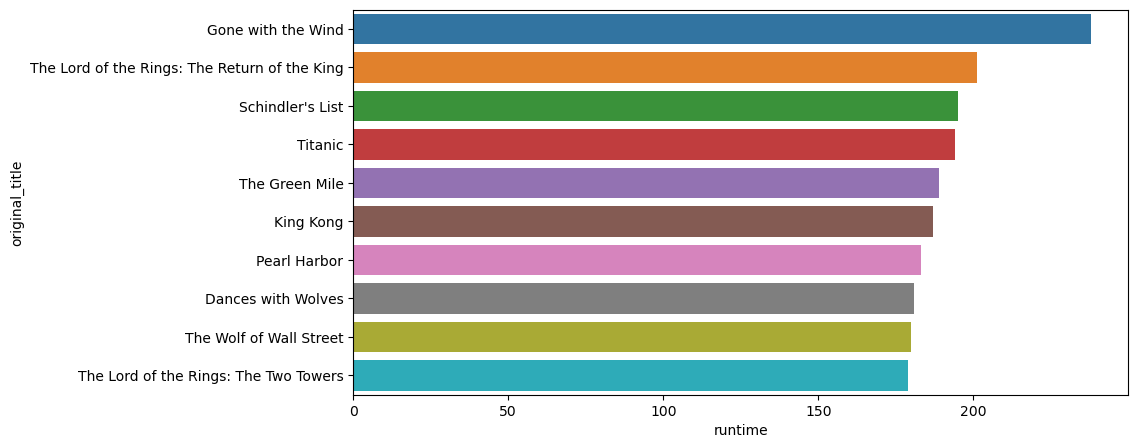 Gone with the Wind
The Lord of the Rings: The Return of the King
Schindler's List
Titanic
The Green Mile
King Kong
Pearl Harbor
Dances with Wolves
The Wolf of Wall Street
The Lord of the Rings: The Two Towers
original_title
0 50 100 150 200
runtime